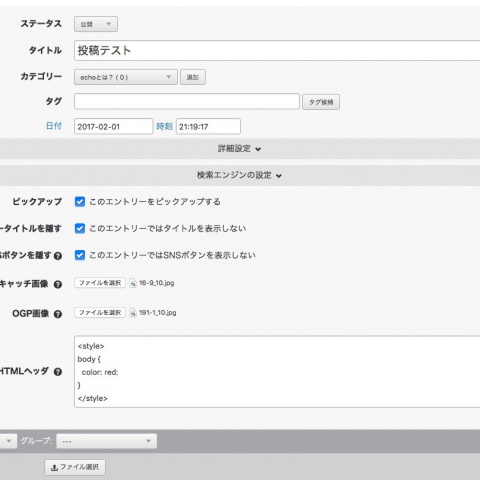 ステータス 公開
タイトル 投稿テスト
カテゴリー echoとは? ( 0 ) 追加
タグ タグ候補
日付 2017-02-01 時刻 21:19:17
詳細設定
検索エンジンの設定
ピックアップ このエントリーをピックアップする
ータイトルを隠す このエントリーではタイトルを表示しない
Sボタンを隠す ? このエントリーではSNSボタンを表示しない
キャッチ画像 ? ファイルを選択 16-9_10.jpg
OGP画像 ? ファイルを選択 191-1_10.jpg
HTMLヘッダ ? <style>
body {
color: red;
}
</style>
グループ: ---
ファイル選択